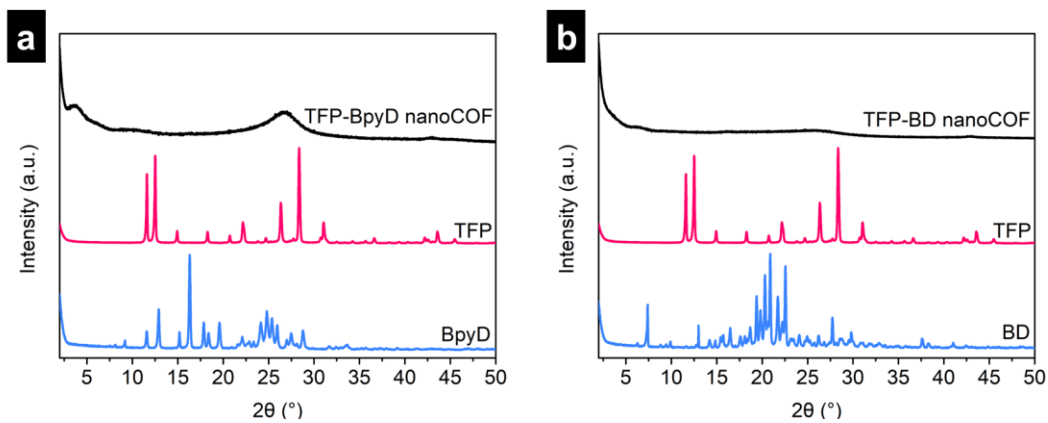 a
TFP-BpyD nanoCOF
TFP
BpyD
Intensity (a.u.)
5 10 15 20 25 30 35 40 45 50
2θ (°)
b
TFP-BD nanoCOF
TFP
BD
Intensity (a.u.)
5 10 15 20 25 30 35 40 45 50
2θ (°)